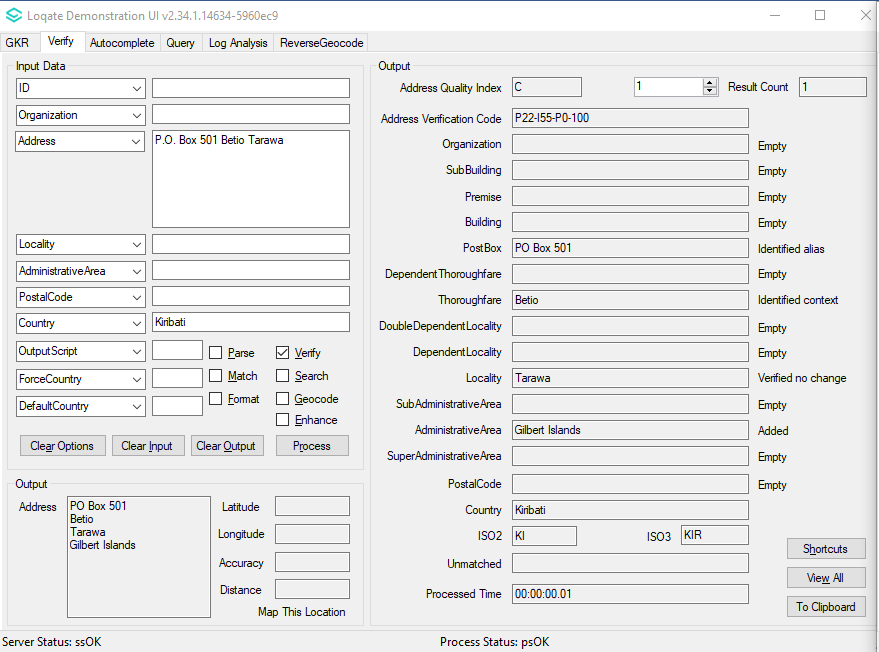 Loqate Demonstration UI v2.34.1.14634-5960ec9
GKR Verify Autocomplete Query Log Analysis ReverseGeocode
Input Data
ID
Organization
Address P.O. Box 501 Betio Tarawa
Locality
AdministrativeArea
PostalCode
Country Kiribati
OutputScript Parse Verify
ForceCountry Match Search
Format Geocode
DefaultCountry
Enhance
Clear Options Clear Input Clear Output Process
Output
Address PO Box 501
Betio
Tarawa
Gilbert Islands
Latitude
Longitude
Accuracy
Distance
Map This Location
Output
Address Quality Index C 1 Result Count 1
Address Verification Code P22-I55-P0-100
Organization Empty
SubBuilding Empty
Premise Empty
Building Empty
PostBox PO Box 501 Identified alias
DependentThoroughfare Empty
Thoroughfare Betio Identified context
DoubleDependentLocality Empty
DependentLocality Empty
Locality Tarawa Verified no change
SubAdministrativeArea Empty
AdministrativeArea Gilbert Islands Added
SuperAdministrativeArea Empty
PostalCode Empty
Country Kiribati
ISO2 KI ISO3 KIR
Unmatched
Processed Time 00:00:00.01
Shortcuts
View All
To Clipboard
Server Status: ssOK Process Status: psOK